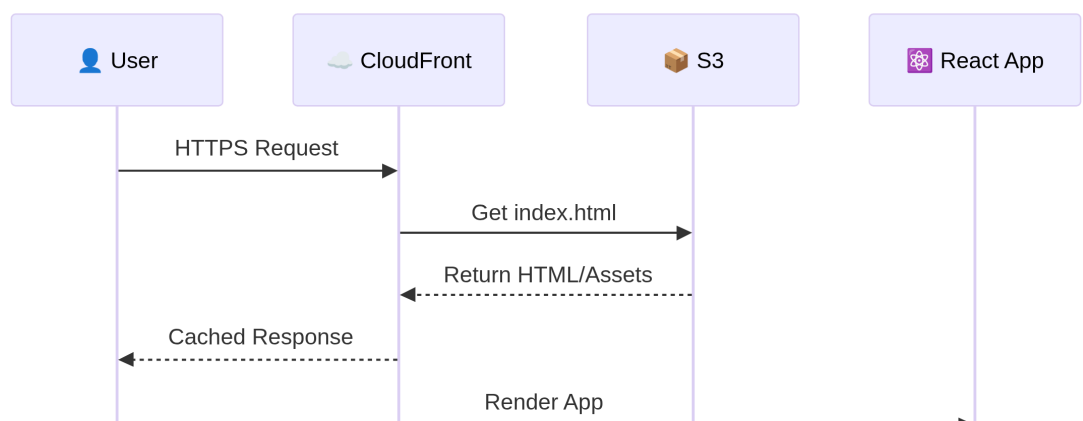 👤 User
☁️ CloudFront
📦 S3
⚛️ React App
HTTPS Request
Get index.html
Return HTML/Assets
Cached Response
Render App